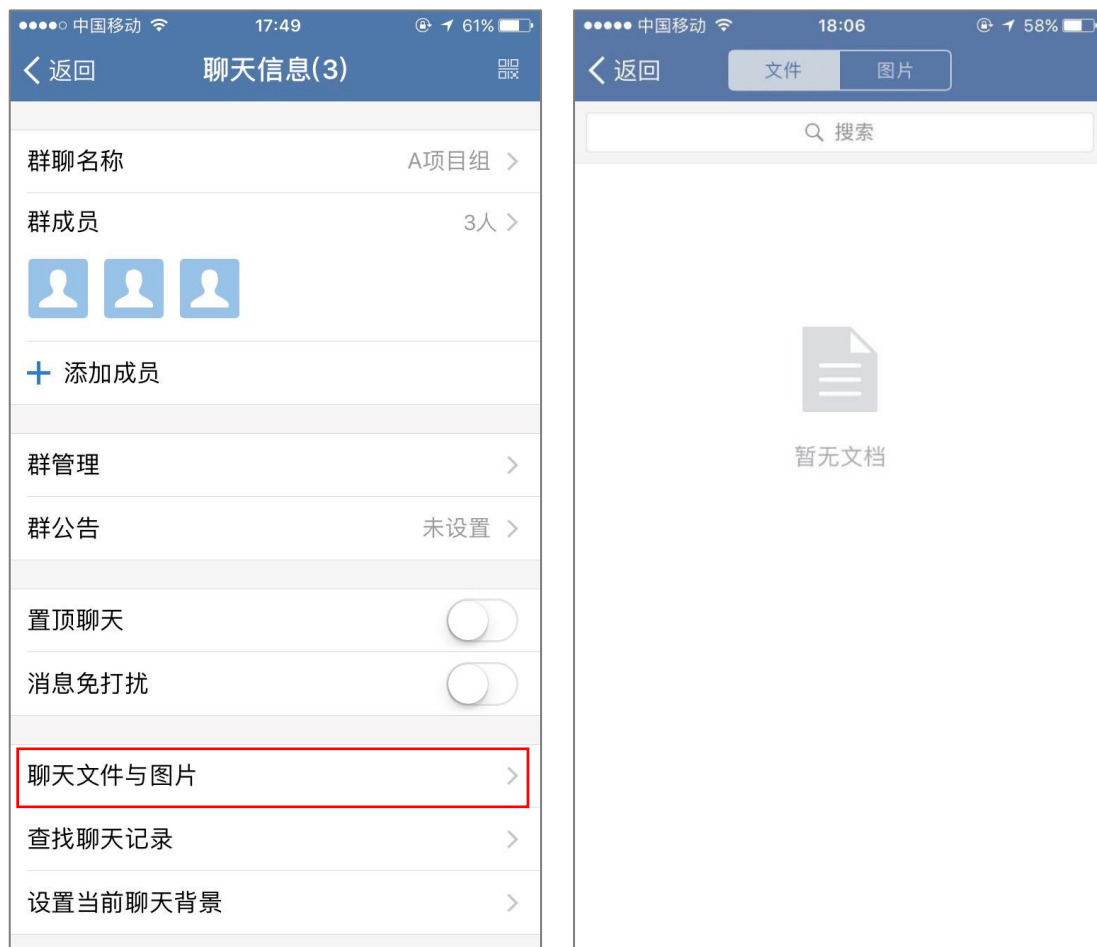 中国移动 17:49 61%
返回 聊天信息(3)
群聊名称 A项目组
群成员 3人
添加成员
群管理
群公告 未设置
置顶聊天
消息免打扰
聊天文件与图片
查找聊天记录
设置当前聊天背景
中国移动 18:06 58%
返回 文件 图片
搜索
暂无文档